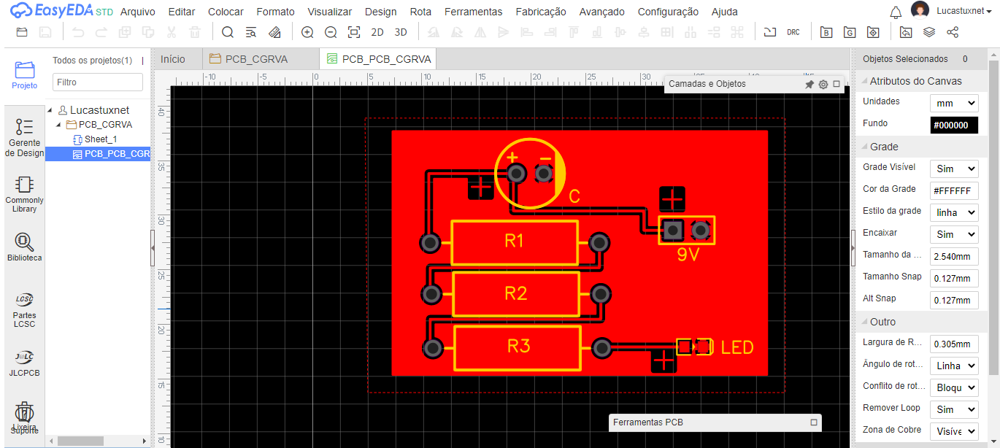 EasyEDA STD Arquivo Editar Colocar Formato Visualizar Design Rota Ferramentas Fabricação Avançado Configuração Ajuda Lucastuxnet
2D 3D DRC B G
Projeto
Gerente de Design
Commonly Library
Biblioteca
LCSC
Partes LCSC
J@LC
JLCPCB
Lixeira
Suporte
Todos os projetos(1)
Filtro
Lucastuxnet
PCB_CGRVA
Sheet_1
PCB_PCB_CGR
Início PCB_CGRVA PCB_PCB_CGRVA
-10 -5 0 5 10 15 20 25 30
40
35
30
25
20
15
10
Camadas e Objetos
+ −
C
R1
9V
R2
R3
LED
Ferramentas PCB
Objetos Selecionados 0
Atributos do Canvas
Unidades mm
Fundo #000000
Grade
Grade Visível Sim
Cor da Grade #FFFFFF
Estilo da grade linha
Encaixar Sim
Tamanho da ... 2.540mm
Tamanho Snap 0.127mm
Alt Snap 0.127mm
Outro
Largura de R... 0.305mm
Ângulo de rot... Linha
Conflito de rot... Bloqu
Remover Loop Sim
Zona de Cobre Visíve